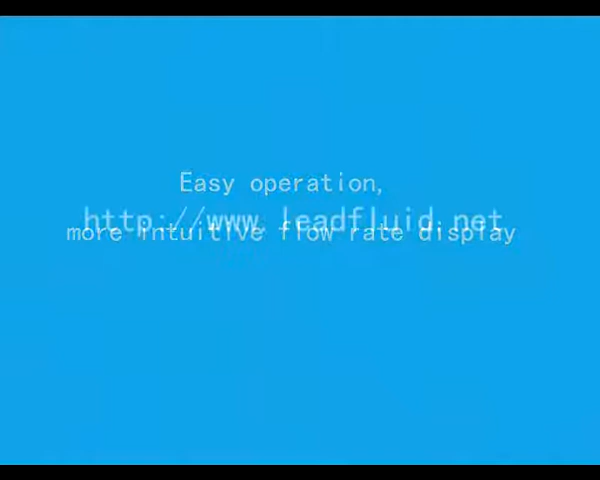 Easy operation,
http://www.leadfluid.net
more intuitive flow rate display